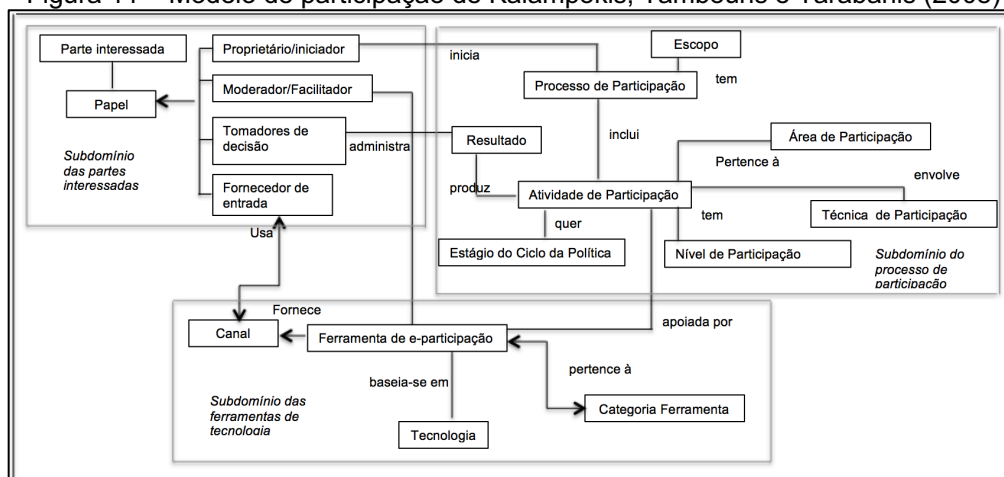 Figura 11 – Modelo de participação de Kalampokis, Tambouris e Tarabanis (2008)
Parte interessada
Papel
Subdomínio
das partes
interessadas
Proprietário/iniciador
Moderador/Facilitador
Tomadores de
decisão
Fornecedor de
entrada
inicia
administra
Usa
Escopo
tem
Processo de Participação
inclui
Resultado
produz
Atividade de Participação
Área de Participação
Pertence à
envolve
Técnica de Participação
tem
quer
Estágio do Ciclo da Política
Nível de Participação
Subdomínio do
processo de
participação
Fornece
Canal
Ferramenta de e-participação
apoiada por
baseia-se em
pertence à
Categoria Ferramenta
Tecnologia
Subdomínio das
ferramentas de
tecnologia